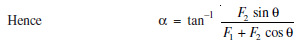 Hence α = tan⁻¹ F₂ sin θ / F₁ + F₂ cos θ